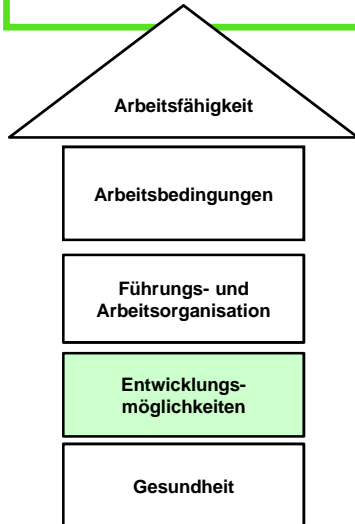 Arbeitsfähigkeit
Arbeitsbedingungen
Führungs- und
Arbeitsorganisation
Entwicklungs-
möglichkeiten
Gesundheit